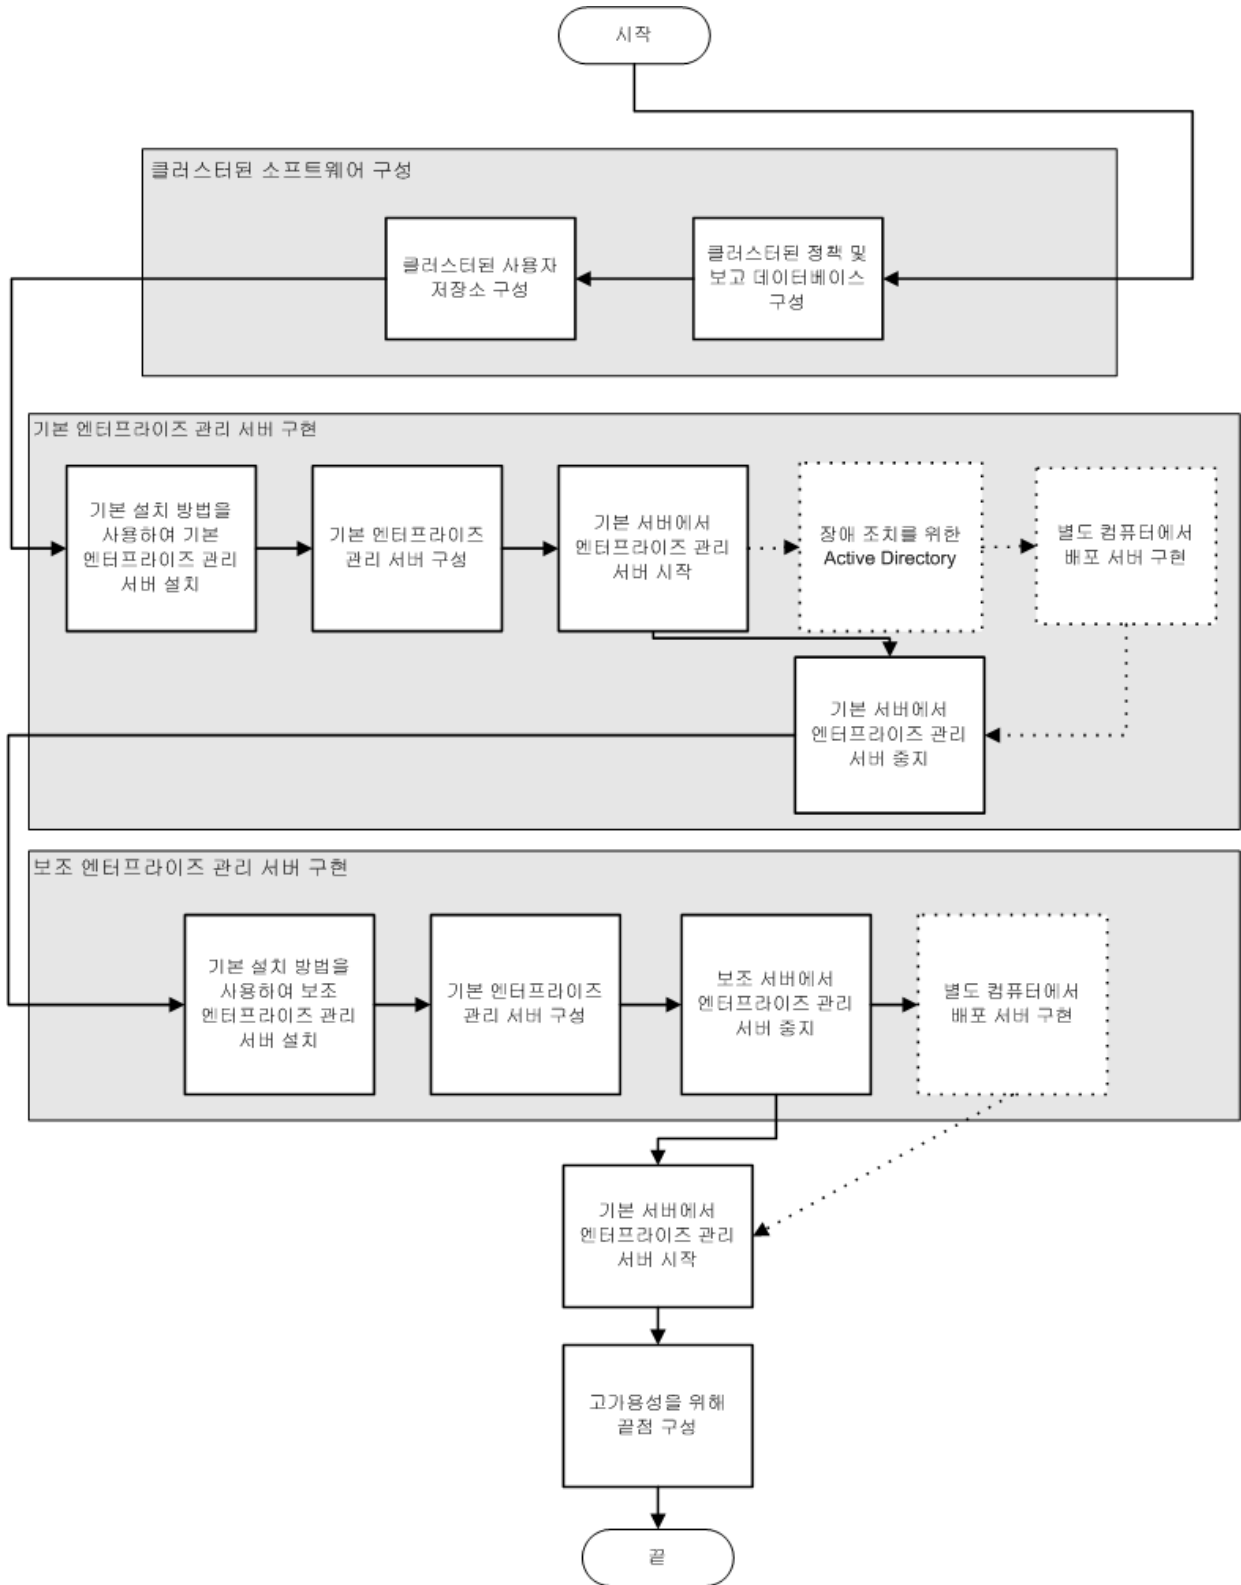 시작
클러스터된 소프트웨어 구성
클러스터된 사용자
저장소 구성
클러스터된 정책 및
보고 데이터베이스
구성
기본 엔터프라이즈 관리 서버 구현
기본 설치 방법을
사용하여 기본
엔터프라이즈 관리
서버 설치
기본 엔터프라이즈
관리 서버 구성
기본 서버에서
엔터프라이즈 관리
서버 시작
장애 조치를 위한
Active Directory
별도 컴퓨터에서
배포 서버 구현
기본 서버에서
엔터프라이즈 관리
서버 중지
보조 엔터프라이즈 관리 서버 구현
기본 설치 방법을
사용하여 보조
엔터프라이즈 관리
서버 설치
기본 엔터프라이즈
관리 서버 구성
보조 서버에서
엔터프라이즈 관리
서버 중지
별도 컴퓨터에서
배포 서버 구현
기본 서버에서
엔터프라이즈 관리
서버 시작
고가용성을 위해
끝점 구성
끝